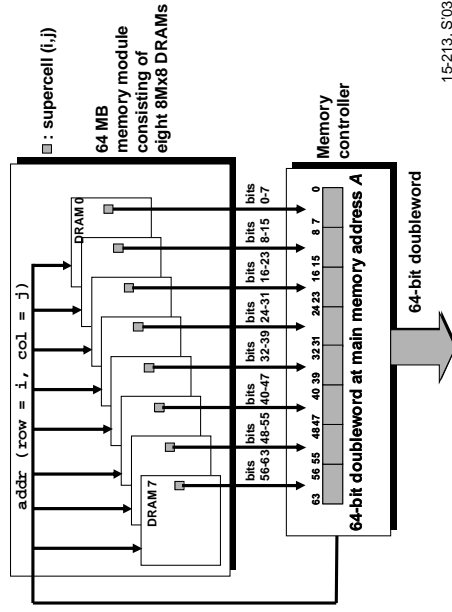 addr (row = i, col = j)
: supercell (i,j)
DRAM 0
64 MB
memory module
consisting of
eight 8Mx8 DRAMs
DRAM 7
bits
56-63
bits
48-55
bits
40-47
bits
32-39
bits
24-31
bits
16-23
bits
8-15
bits
0-7
Memory
controller
63 56 55 48 47 40 39 32 31 24 23 16 15 8 7 0
64-bit doubleword at main memory address A
64-bit doubleword
15-213, S'03